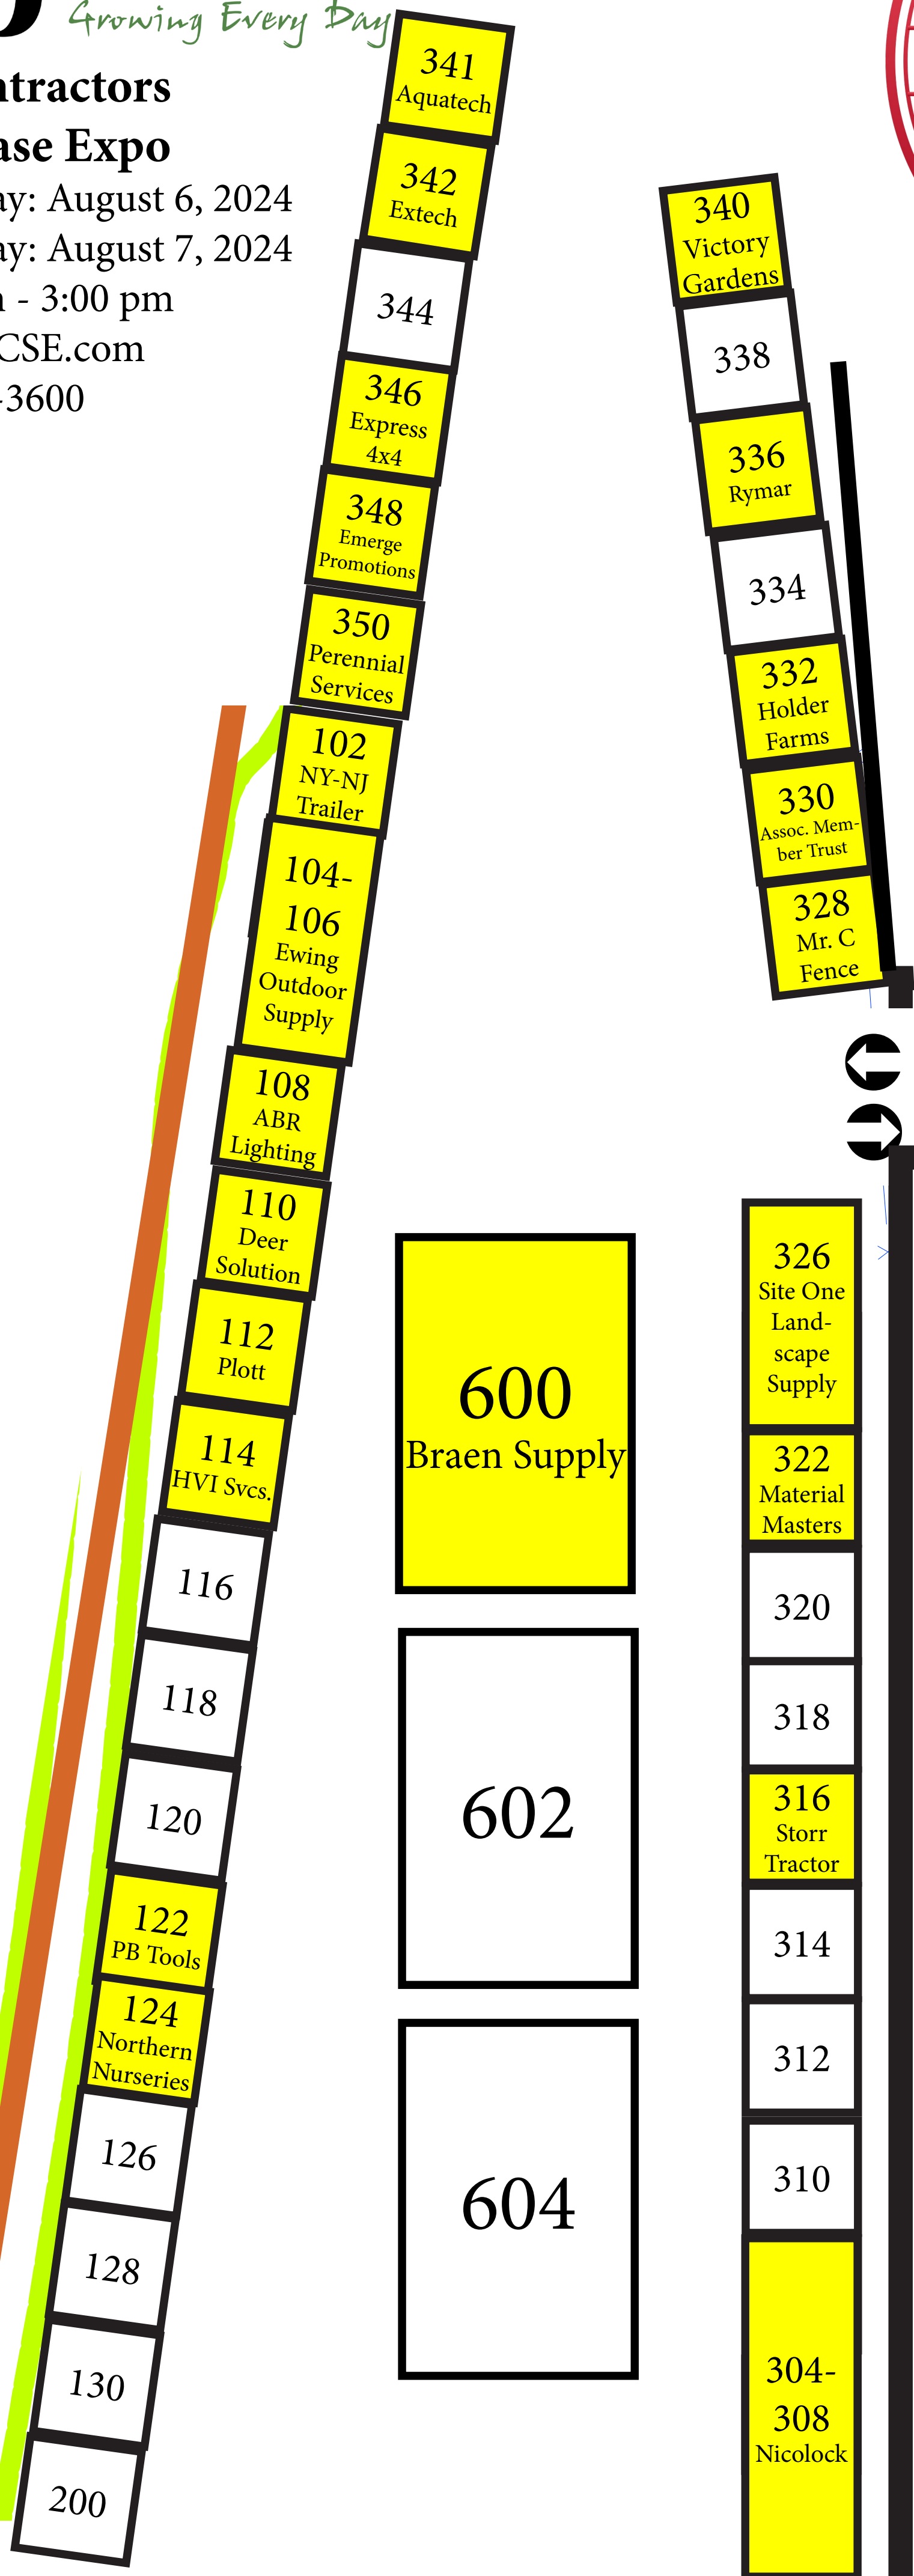 Growing Every Day
ntractors
ase Expo
ay: August 6, 2024
ay: August 7, 2024
- 3:00 pm
CSE.com
-3600
341
Aquatech
342
Extech
344
346
Express
4x4
348
Emerge
Promotions
350
Perennial
Services
102
NY-NJ
Trailer
104-
106
Ewing
Outdoor
Supply
108
ABR
Lighting
110
Deer
Solution
112
Plott
114
HVI Svcs.
116
118
120
122
PB Tools
124
Northern
Nurseries
126
128
130
200
600
Braen Supply
602
604
340
Victory
Gardens
338
336
Rymar
334
332
Holder
Farms
330
Assoc. Mem-
ber Trust
328
Mr. C
Fence
326
Site One
Land-
scape
Supply
322
Material
Masters
320
318
316
Storr
Tractor
314
312
310
304-
308
Nicolock